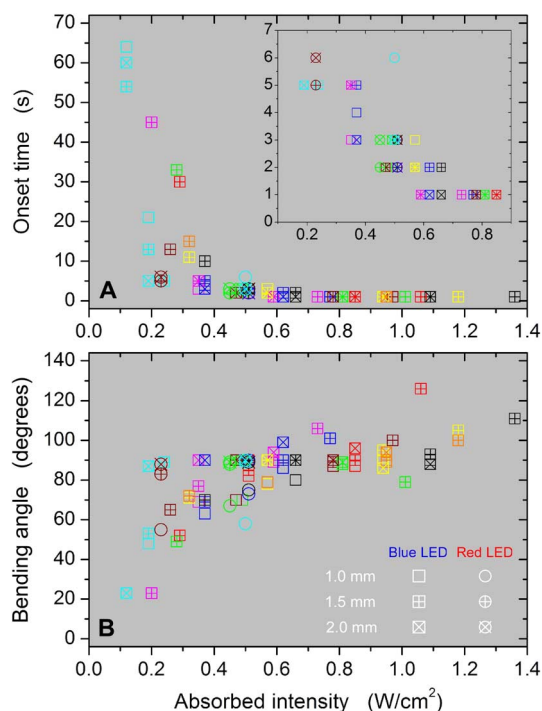 70
60
50
40
30
20
10
0
Onset time (s)
A
7
6
5
4
3
2
1
0
0.2 0.4 0.6 0.8
0.0 0.2 0.4 0.6 0.8 1.0 1.2 1.4
140
120
100
80
60
40
20
0
Bending angle (degrees)
B
Blue LED Red LED
1.0 mm
1.5 mm
2.0 mm
0.0 0.2 0.4 0.6 0.8 1.0 1.2 1.4
Absorbed intensity (W/cm²)